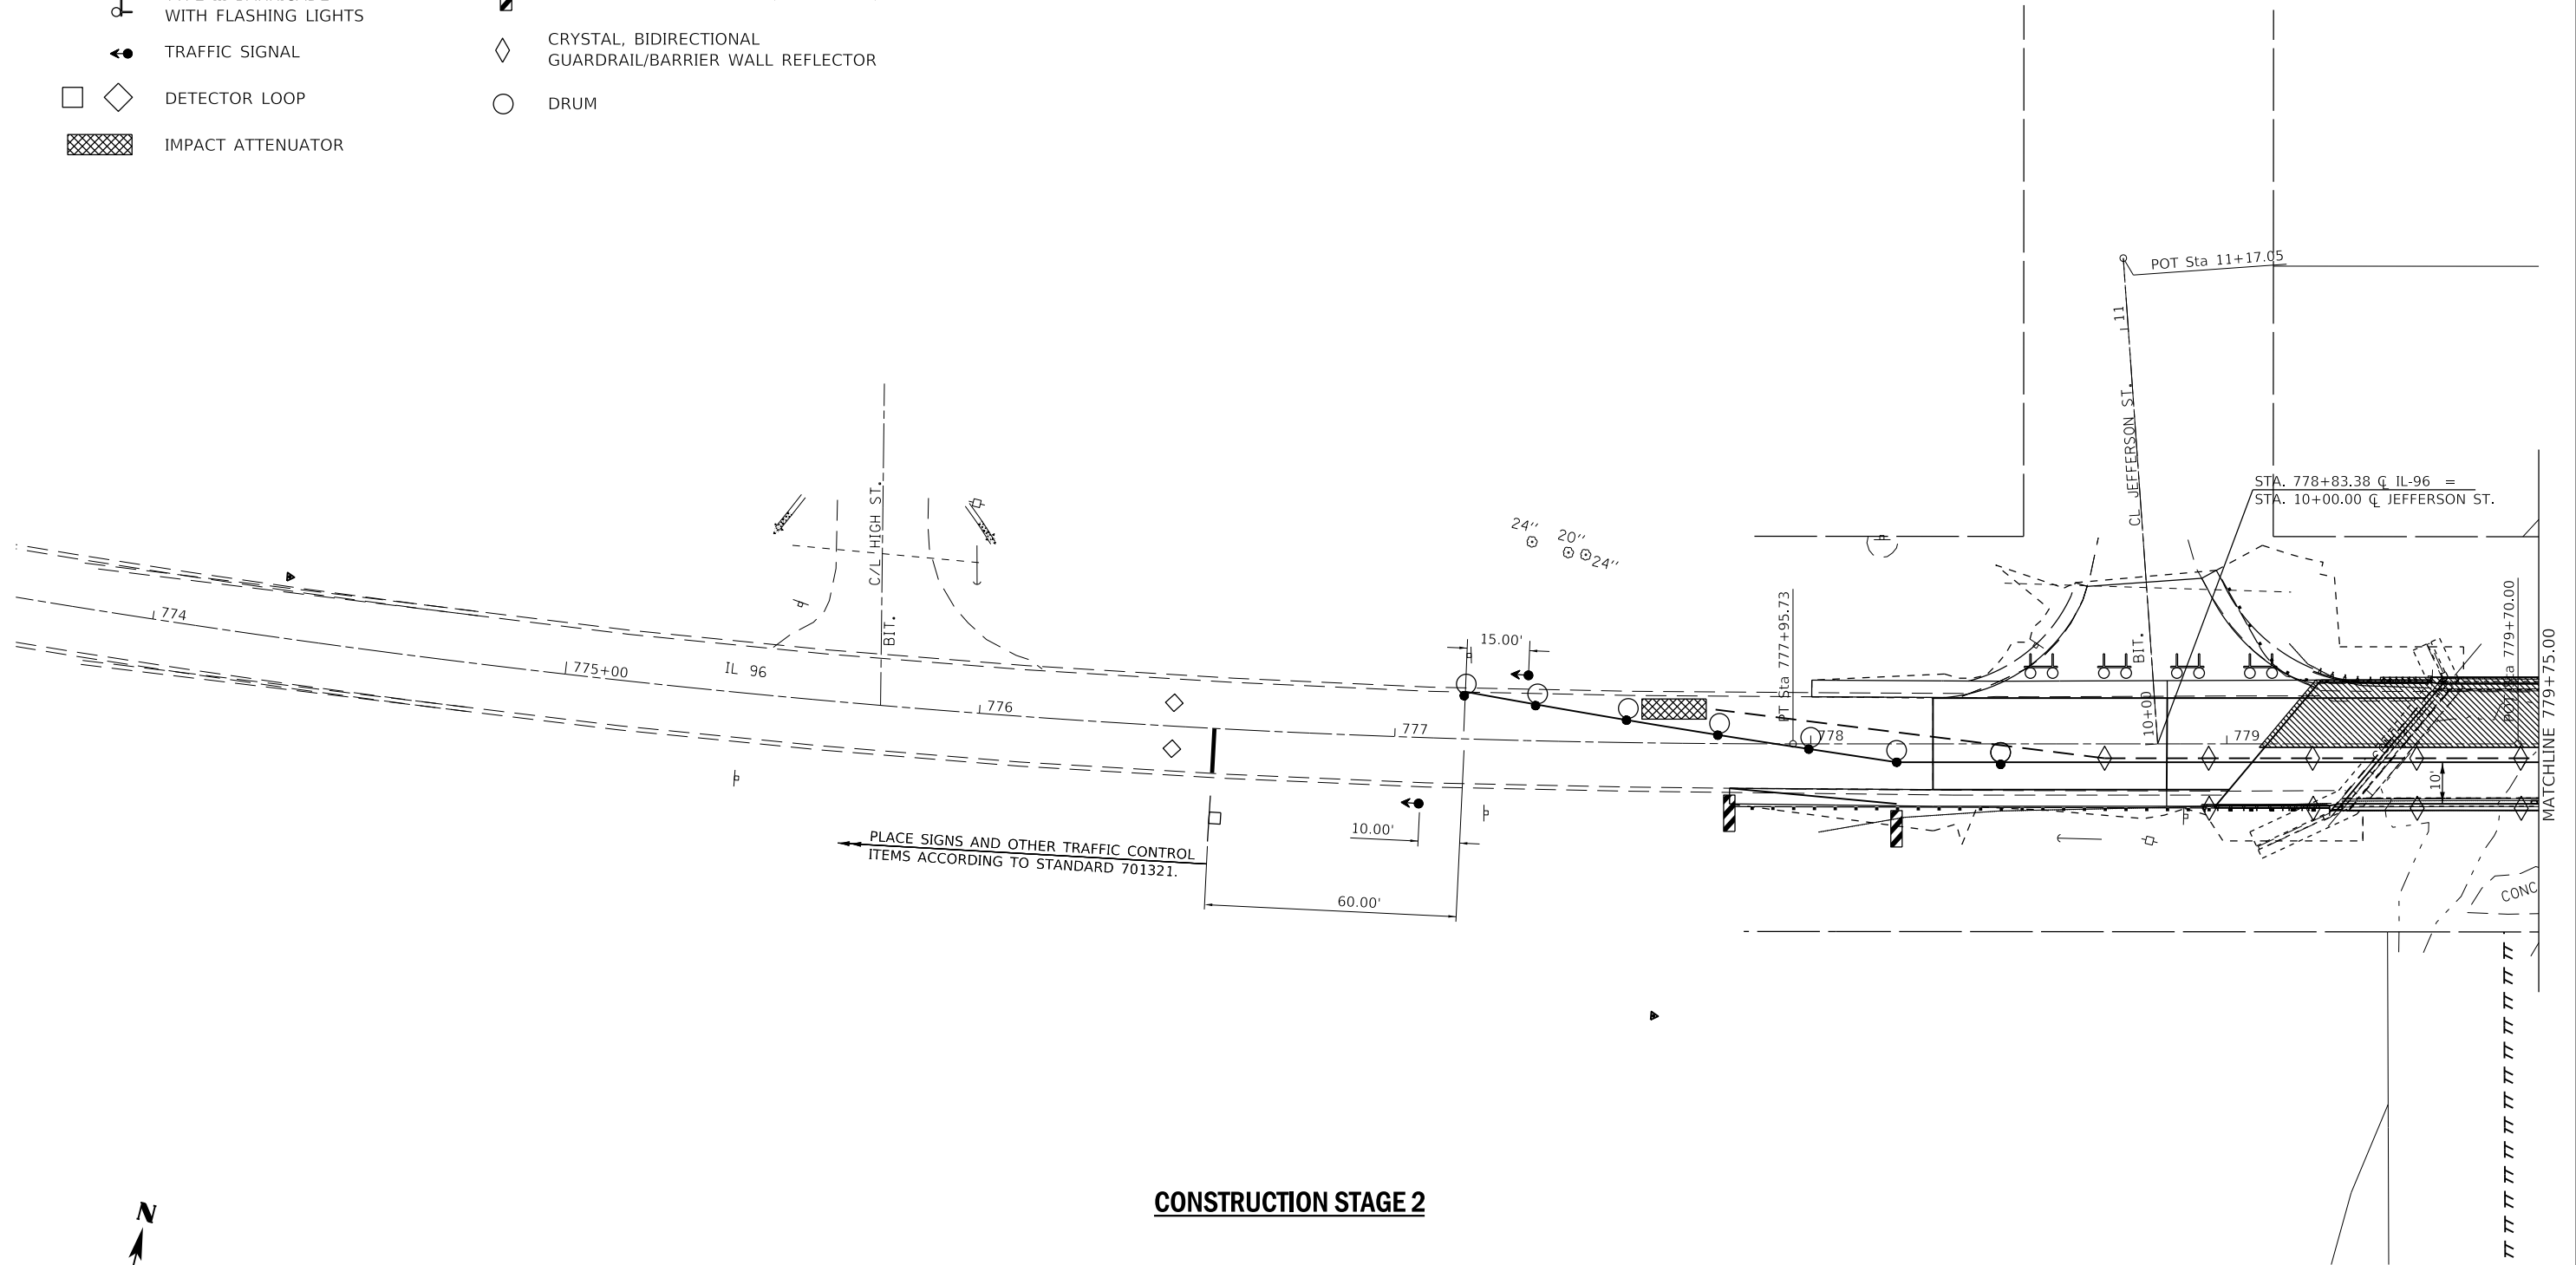 WITH FLASHING LIGHTS
TRAFFIC SIGNAL
DETECTOR LOOP
IMPACT ATTENUATOR
CRYSTAL, BIDIRECTIONAL
GUARDRAIL/BARRIER WALL REFLECTOR
DRUM
POT Sta 11+17.05
11
CL JEFFERSON ST.
BIT.
10+00
STA. 778+83.38 ℄ IL-96 =
STA. 10+00.00 ℄ JEFFERSON ST.
C/L HIGH ST.
BIT.
24''
20''
24''
774
775+00
IL 96
776
777
778
779
15.00'
PT Sta 777+95.73
POT Sta 779+70.00
MATCHLINE 779+75.00
10'
10.00'
60.00'
PLACE SIGNS AND OTHER TRAFFIC CONTROL
ITEMS ACCORDING TO STANDARD 701321.
CONC
CONSTRUCTION STAGE 2
N